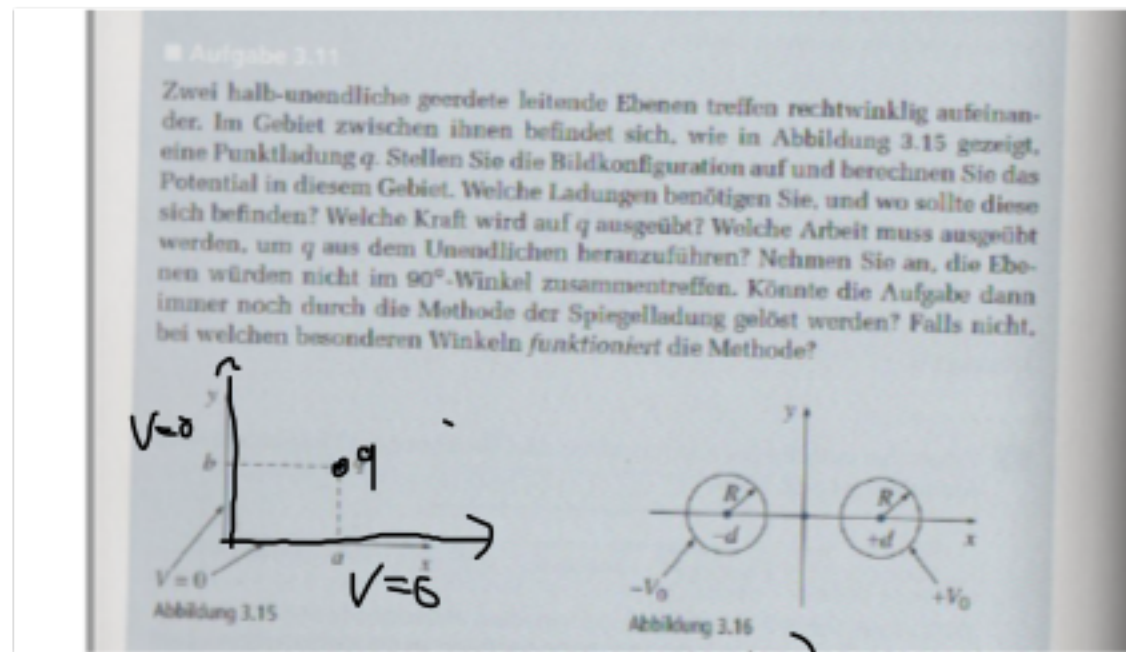 Aufgabe 3.11
Zwei halb-unendliche geerdete leitende Ebenen treffen rechtwinklig aufeinan-
der. Im Gebiet zwischen ihnen befindet sich, wie in Abbildung 3.15 gezeigt,
eine Punktladung q. Stellen Sie die Bildkonfiguration auf und berechnen Sie das
Potential in diesem Gebiet. Welche Ladungen benötigen Sie, und wo sollte diese
sich befinden? Welche Kraft wird auf q ausgeübt? Welche Arbeit muss ausgeübt
werden, um q aus dem Unendlichen heranzuführen? Nehmen Sie an, die Ebe-
nen würden nicht im 90°-Winkel zusammentreffen. Könnte die Aufgabe dann
immer noch durch die Methode der Spiegelladung gelöst werden? Falls nicht,
bei welchen besonderen Winkeln funktioniert die Methode?
y
V=0
b
q
a
x
V=0
V=0
Abbildung 3.15
y
R
R
-d
+d
x
-V₀
+V₀
Abbildung 3.16